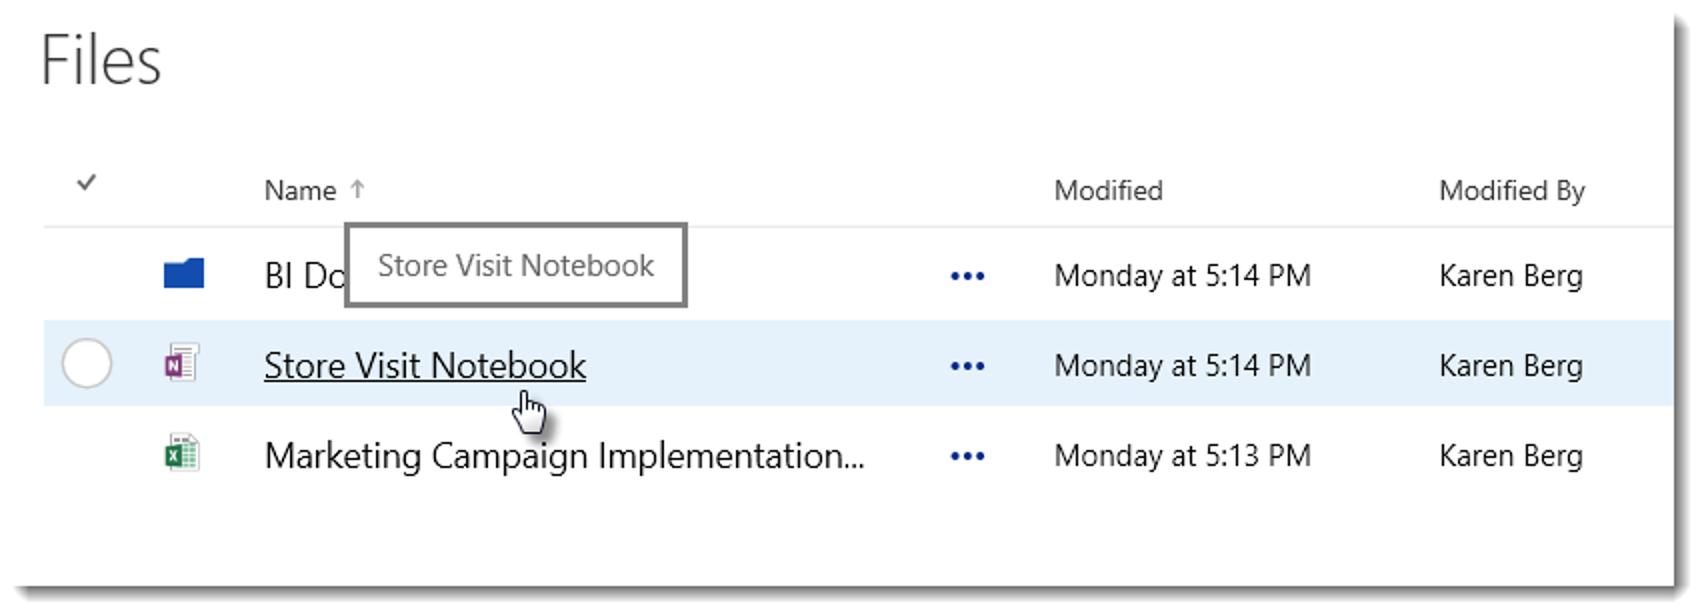 Files
Name Modified Modified By
BI Do Monday at 5:14 PM Karen Berg
Store Visit Notebook
Store Visit Notebook Monday at 5:14 PM Karen Berg
Marketing Campaign Implementation... Monday at 5:13 PM Karen Berg